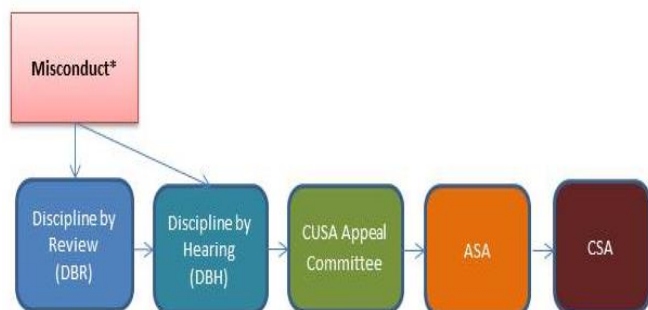 Misconduct*
Discipline by
Review
(DBR)
Discipline by
Hearing
(DBH)
CUSA Appeal
Committee
ASA
CSA